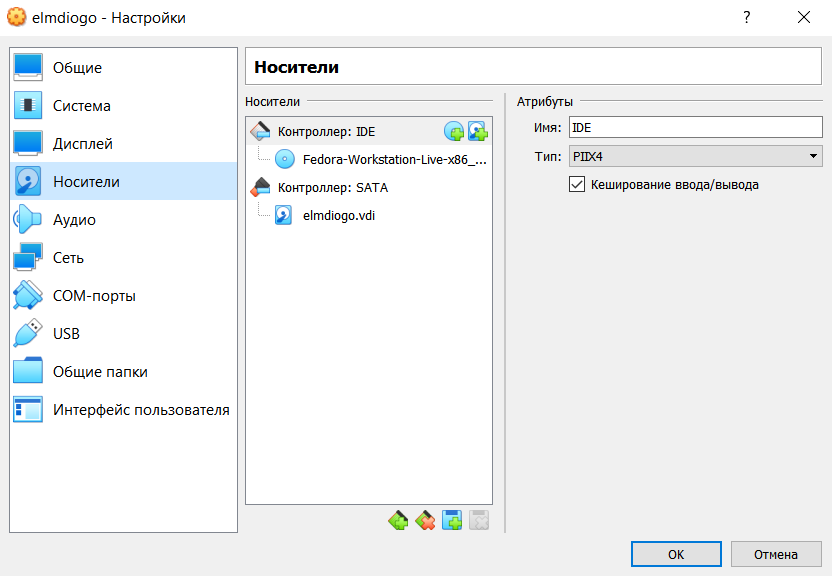 elmdiogo - Настройки
?
Общие
Система
Дисплей
Носители
Аудио
Сеть
COM-порты
USB
Общие папки
Интерфейс пользователя
Носители
Носители
Контроллер: IDE
Fedora-Workstation-Live-x86_...
Контроллер: SATA
elmdiogo.vdi
Атрибуты
Имя: IDE
Тип: PIIX4
Кеширование ввода/вывода
OK Отмена